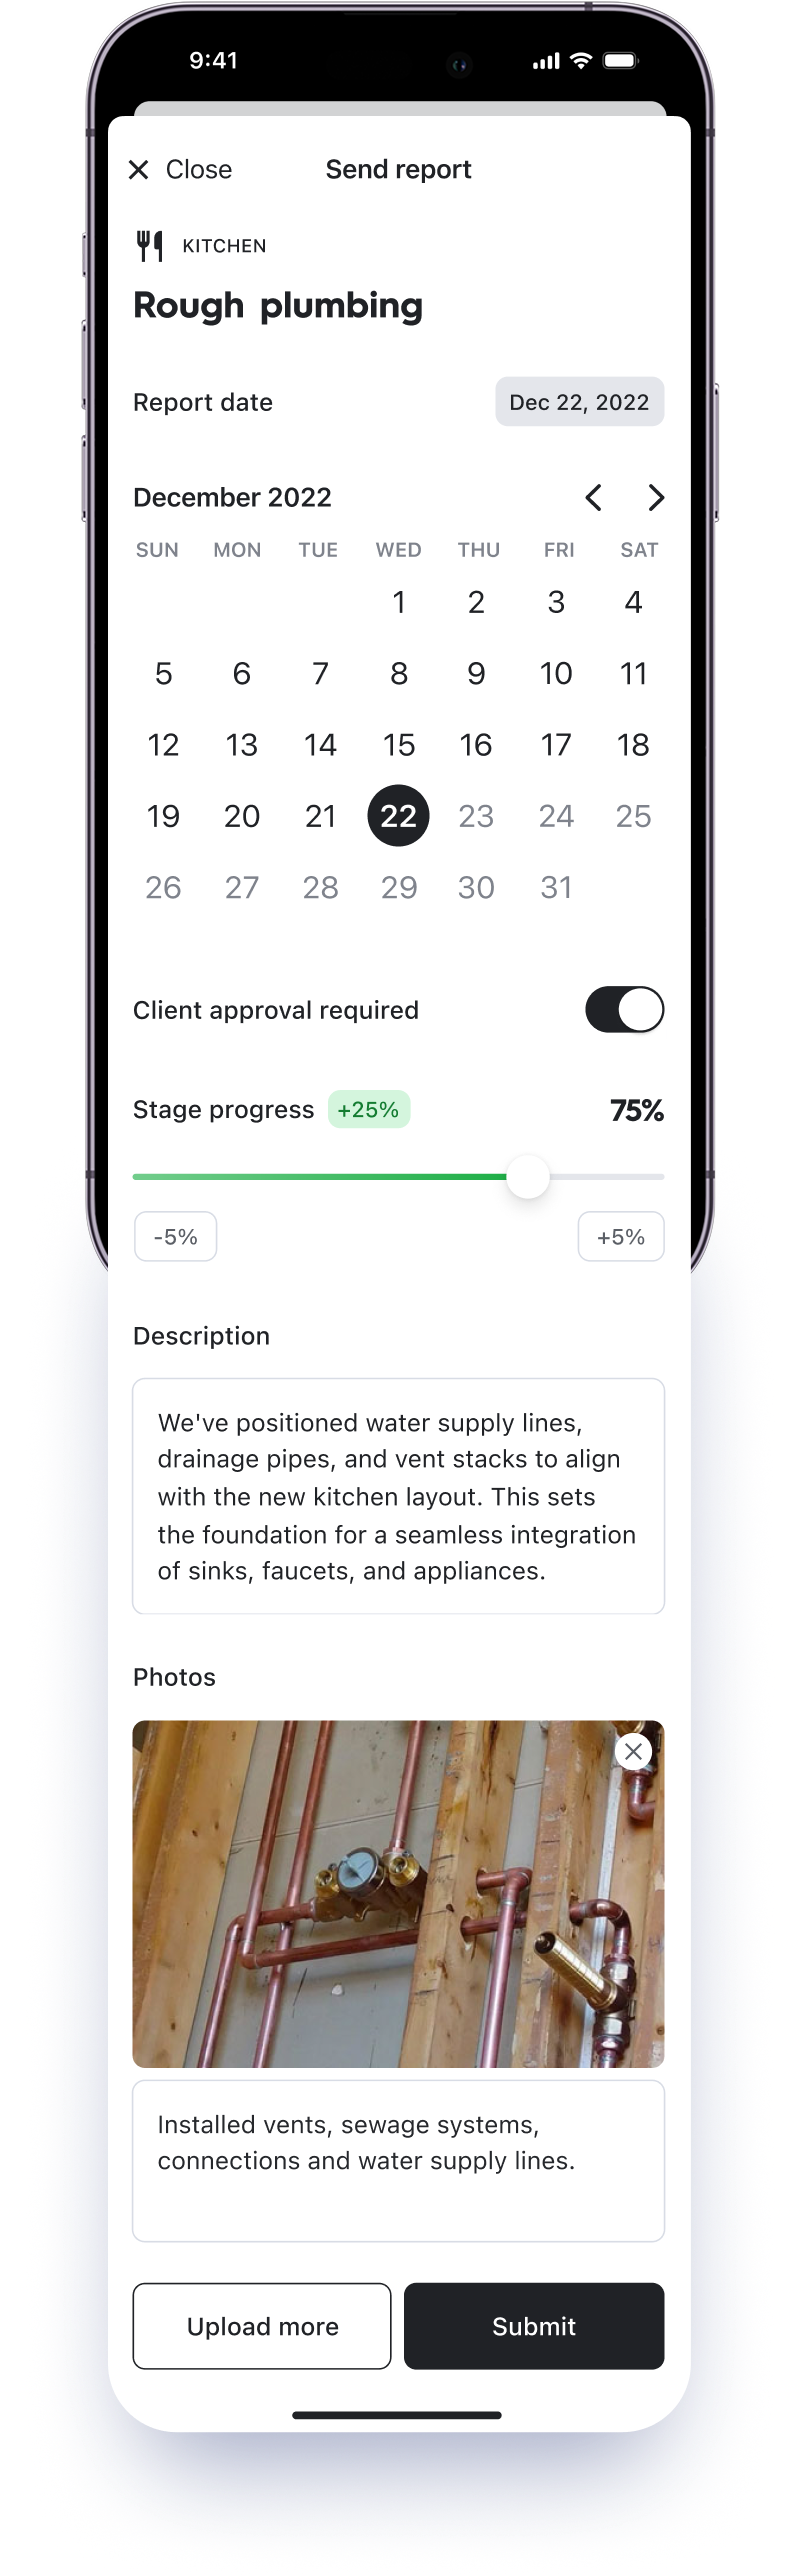 9:41
Close
Send report
KITCHEN
Rough plumbing
Report date
Dec 22, 2022
December 2022
SUN MON TUE WED THU FRI SAT
1 2 3 4
5 6 7 8 9 10 11
12 13 14 15 16 17 18
19 20 21 22 23 24 25
26 27 28 29 30 31
Client approval required
Stage progress +25% 75%
-5% +5%
Description
We've positioned water supply lines,
drainage pipes, and vent stacks to align
with the new kitchen layout. This sets
the foundation for a seamless integration
of sinks, faucets, and appliances.
Photos
Installed vents, sewage systems,
connections and water supply lines.
Upload more
Submit